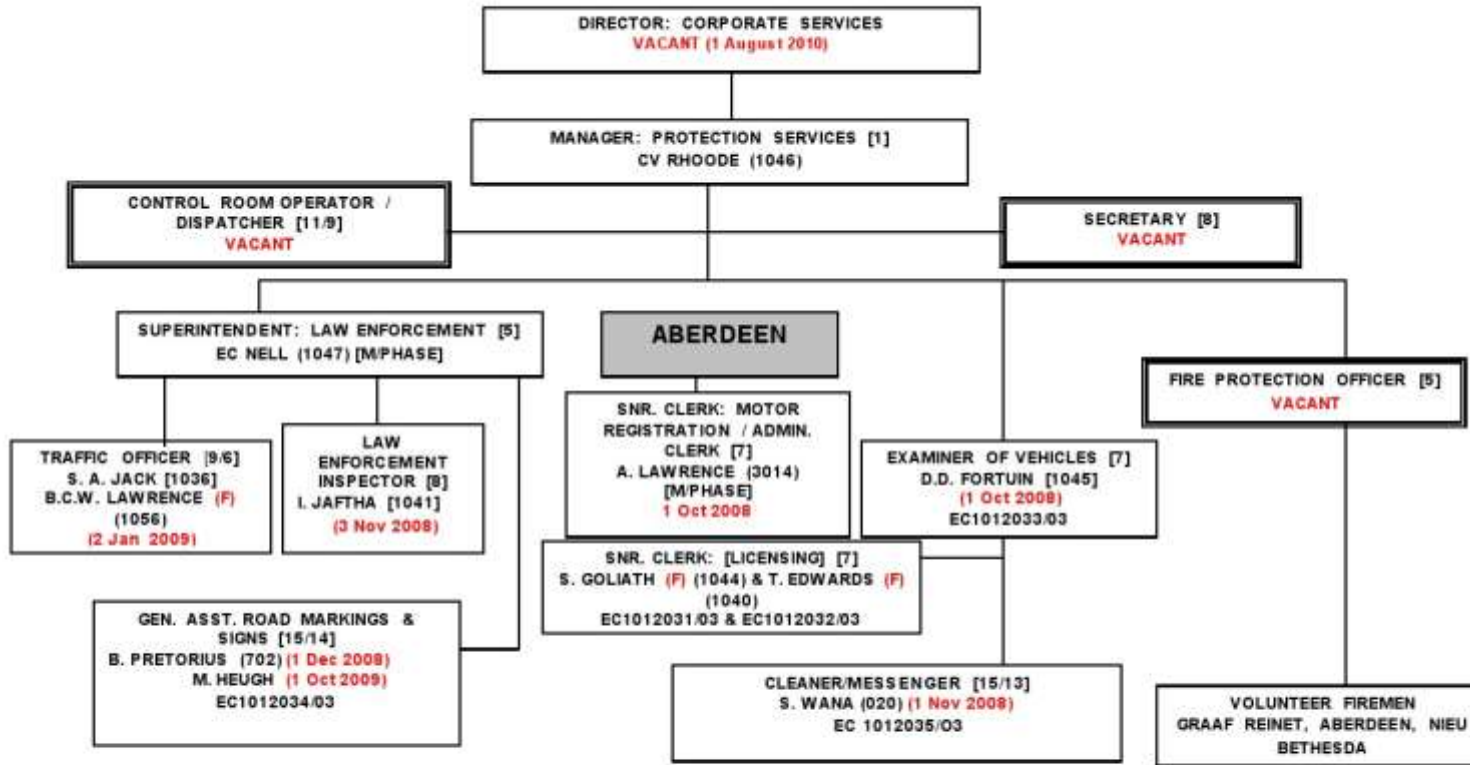 DIRECTOR: CORPORATE SERVICES
VACANT (1 August 2010)
MANAGER: PROTECTION SERVICES [1]
CV RHOODE (1046)
CONTROL ROOM OPERATOR /
DISPATCHER [11/9]
VACANT
SECRETARY [8]
VACANT
SUPERINTENDENT: LAW ENFORCEMENT [5]
EC NELL (1047) [M/PHASE]
ABERDEEN
FIRE PROTECTION OFFICER [5]
VACANT
TRAFFIC OFFICER [9/6]
S. A. JACK [1036]
B.C.W. LAWRENCE (F)
(1056)
(2 Jan 2009)
LAW
ENFORCEMENT
INSPECTOR [8]
I. JAFTHA [1041]
(3 Nov 2008)
SNR. CLERK: MOTOR
REGISTRATION / ADMIN.
CLERK [7]
A. LAWRENCE (3014)
[M/PHASE]
1 Oct 2008
EXAMINER OF VEHICLES [7]
D.D. FORTUIN [1045]
(1 Oct 2008)
EC1012033/03
SNR. CLERK: [LICENSING] [7]
S. GOLIATH (F) (1044) & T. EDWARDS (F)
(1040)
EC1012031/03 & EC1012032/03
GEN. ASST. ROAD MARKINGS &
SIGNS [15/14]
B. PRETORIUS (702) (1 Dec 2008)
M. HEUGH (1 Oct 2009)
EC1012034/03
CLEANER/MESSENGER [15/13]
S. WANA (020) (1 Nov 2008)
EC 1012035/O3
VOLUNTEER FIREMEN
GRAAF REINET, ABERDEEN, NIEU
BETHESDA